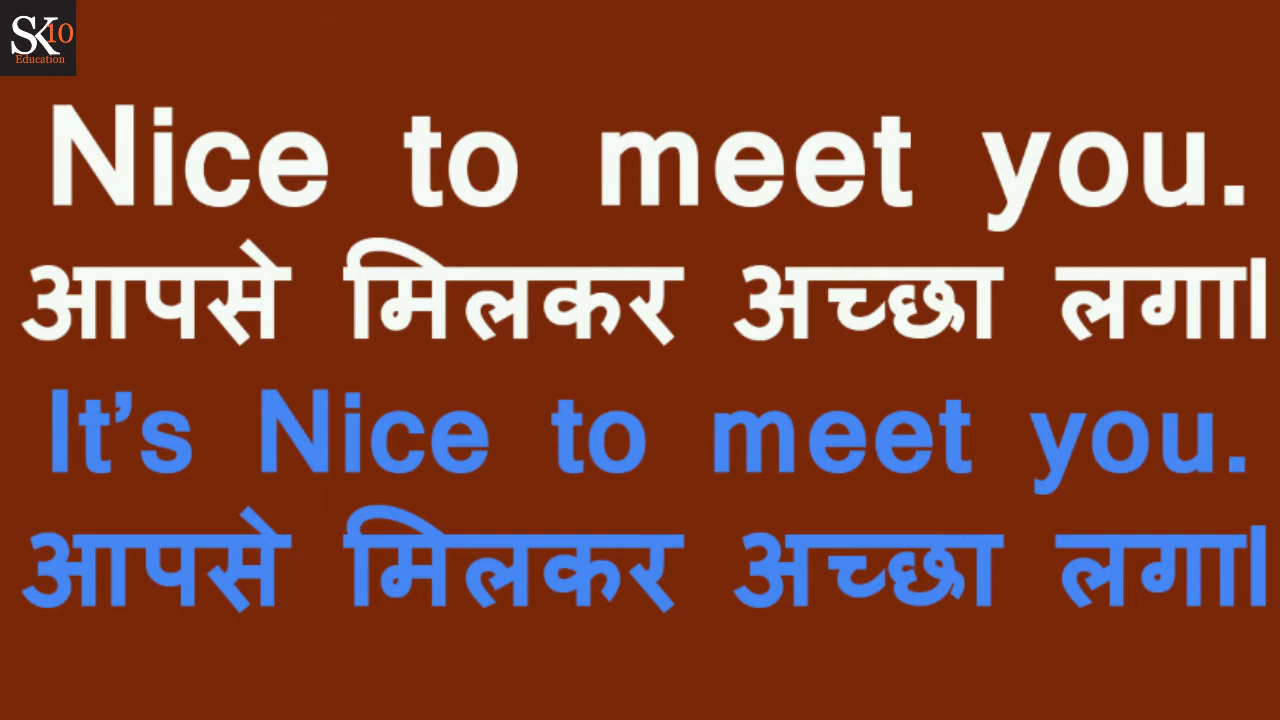 SK10
Education
Nice to meet you.
आपसे मिलकर अच्छा लगा।
It's Nice to meet you.
आपसे मिलकर अच्छा लगा।